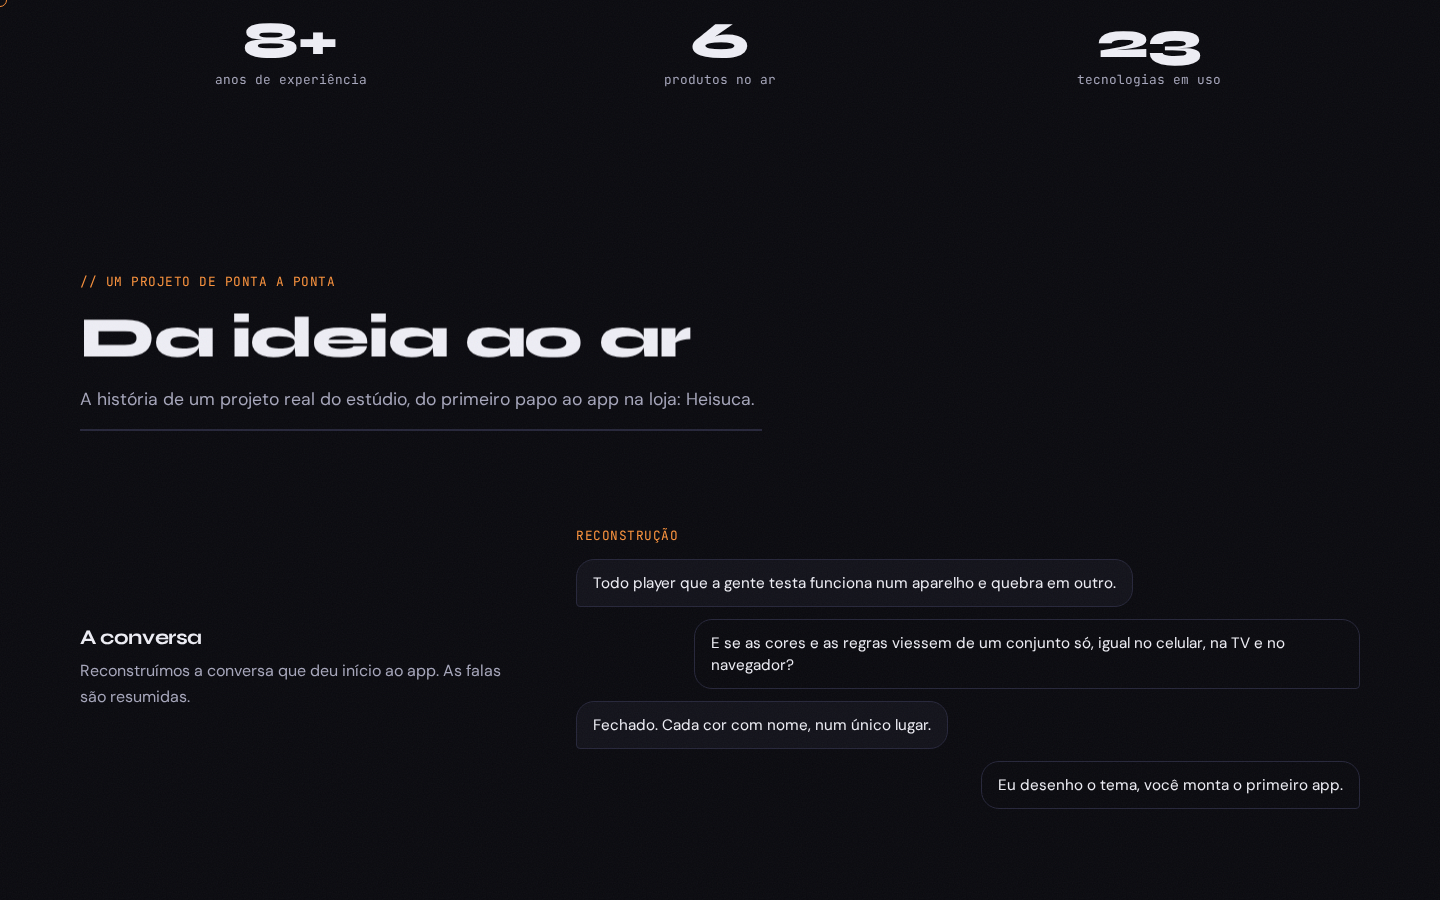 8+
anos de experiência
6
produtos no ar
23
tecnologias em uso
// UM PROJETO DE PONTA A PONTA
Da ideia ao ar
A história de um projeto real do estúdio, do primeiro papo ao app na loja: Heisuca.
A conversa
Reconstruímos a conversa que deu início ao app. As falas
são resumidas.
RECONSTRUÇÃO
Todo player que a gente testa funciona num aparelho e quebra em outro.
E se as cores e as regras viessem de um conjunto só, igual no celular, na TV e no
navegador?
Fechado. Cada cor com nome, num único lugar.
Eu desenho o tema, você monta o primeiro app.